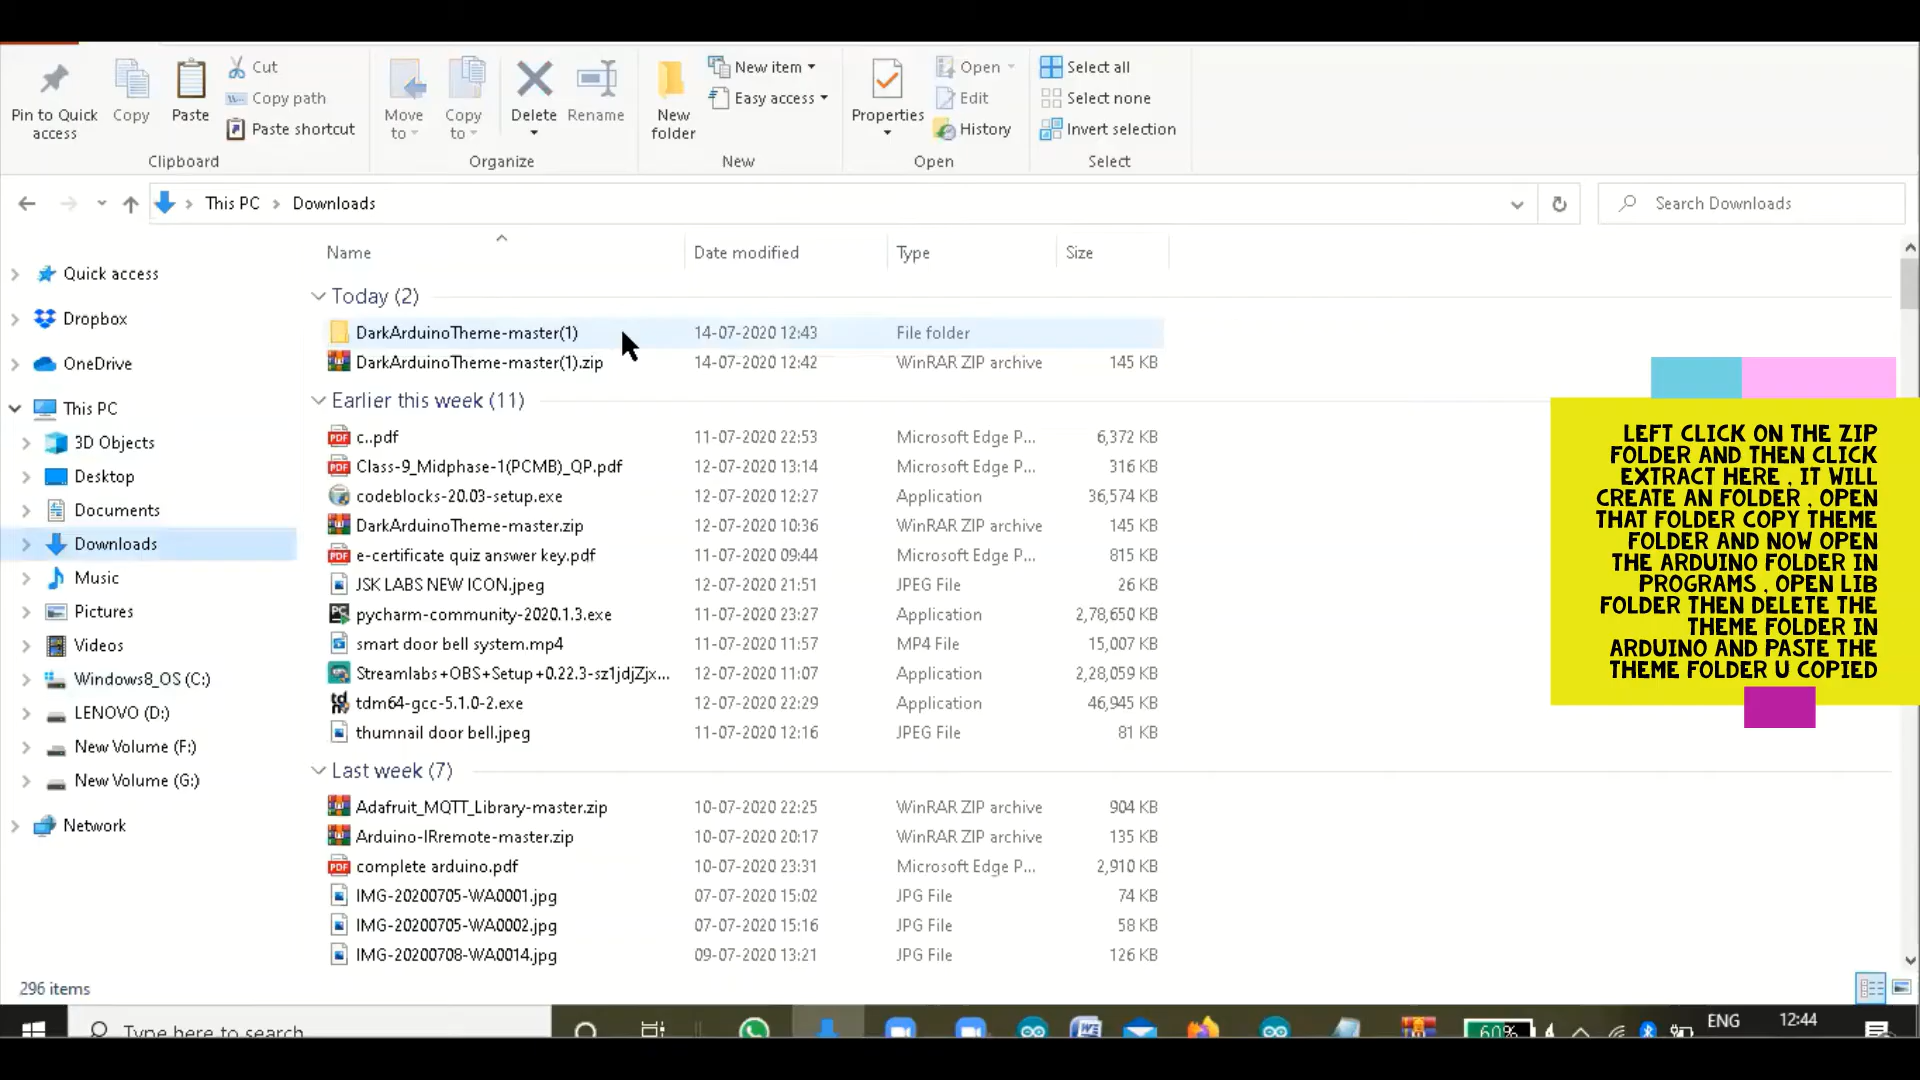 Cut
Copy path
Paste shortcut
Pin to Quick access
Copy
Paste
Clipboard
Move to
Copy to
Delete
Rename
Organize
New folder
New item
Easy access
New
Properties
Open
Edit
History
Open
Select all
Select none
Invert selection
Select
This PC > Downloads
Search Downloads
Name Date modified Type Size
Quick access
Dropbox
OneDrive
This PC
3D Objects
Desktop
Documents
Downloads
Music
Pictures
Videos
Windows8_OS (C:)
LENOVO (D:)
New Volume (F:)
New Volume (G:)
Network
Today (2)
DarkArduinoTheme-master(1) 14-07-2020 12:43 File folder
DarkArduinoTheme-master(1).zip 14-07-2020 12:42 WinRAR ZIP archive 145 KB
Earlier this week (11)
c..pdf 11-07-2020 22:53 Microsoft Edge P... 6,372 KB
Class-9_Midphase-1(PCMB)_QP.pdf 12-07-2020 13:14 Microsoft Edge P... 316 KB
codeblocks-20.03-setup.exe 12-07-2020 12:27 Application 36,574 KB
DarkArduinoTheme-master.zip 12-07-2020 10:36 WinRAR ZIP archive 145 KB
e-certificate quiz answer key.pdf 11-07-2020 09:44 Microsoft Edge P... 815 KB
JSK LABS NEW ICON.jpeg 12-07-2020 21:51 JPEG File 26 KB
pycharm-community-2020.1.3.exe 11-07-2020 23:27 Application 2,78,650 KB
smart door bell system.mp4 11-07-2020 11:57 MP4 File 15,007 KB
Streamlabs+OBS+Setup+0.22.3-sz1jdjZjx... 12-07-2020 11:07 Application 2,28,059 KB
tdm64-gcc-5.1.0-2.exe 12-07-2020 22:29 Application 46,945 KB
thumnail door bell.jpeg 11-07-2020 12:16 JPEG File 81 KB
Last week (7)
Adafruit_MQTT_Library-master.zip 10-07-2020 22:25 WinRAR ZIP archive 904 KB
Arduino-IRremote-master.zip 10-07-2020 20:17 WinRAR ZIP archive 135 KB
complete arduino.pdf 10-07-2020 23:31 Microsoft Edge P... 2,910 KB
IMG-20200705-WA0001.jpg 07-07-2020 15:02 JPG File 74 KB
IMG-20200705-WA0002.jpg 07-07-2020 15:16 JPG File 58 KB
IMG-20200708-WA0014.jpg 09-07-2020 13:21 JPG File 126 KB
LEFT CLICK ON THE ZIP
FOLDER AND THEN CLICK
EXTRACT HERE , IT WILL
CREATE AN FOLDER , OPEN
THAT FOLDER COPY THEME
FOLDER AND NOW OPEN
THE ARDUINO FOLDER IN
PROGRAMS , OPEN LIB
FOLDER THEN DELETE THE
THEME FOLDER IN
ARDUINO AND PASTE THE
THEME FOLDER U COPIED
296 items
Type here to search
60%
ENG
12:44